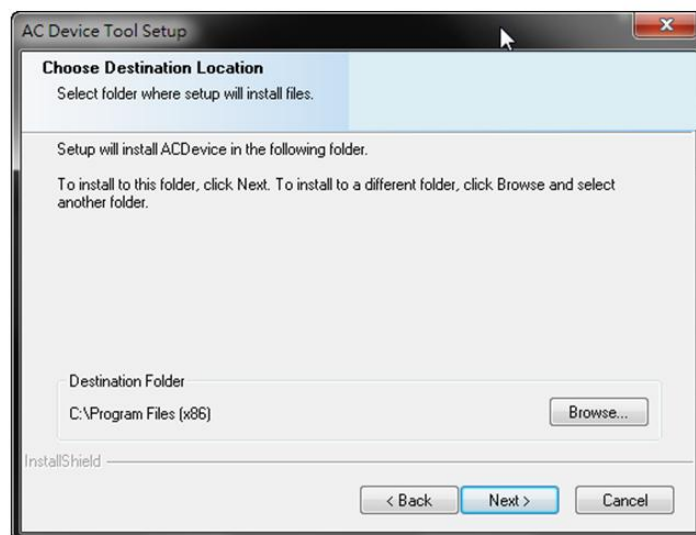 AC Device Tool Setup
Choose Destination Location
Select folder where setup will install files.
Setup will install ACDevice in the following folder.
To install to this folder, click Next. To install to a different folder, click Browse and select
another folder.
Destination Folder
C:\Program Files (x86)
Browse...
InstallShield
< Back
Next >
Cancel